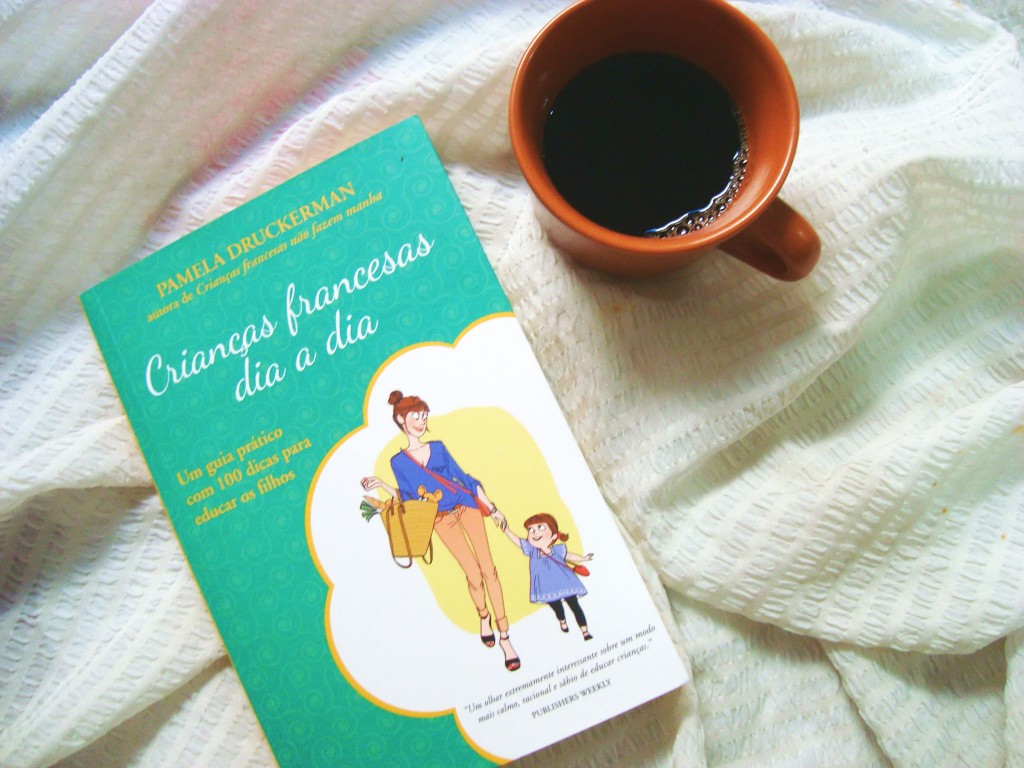 PAMELA DRUCKERMAN
autora de Crianças francesas não fazem manha
Crianças francesas
dia a dia
Um guia prático
com 100 dicas para
educar os filhos
"Um olhar extremamente interessante sobre um modo
mais calmo, racional e sábio de educar crianças."
PUBLISHERS WEEKLY